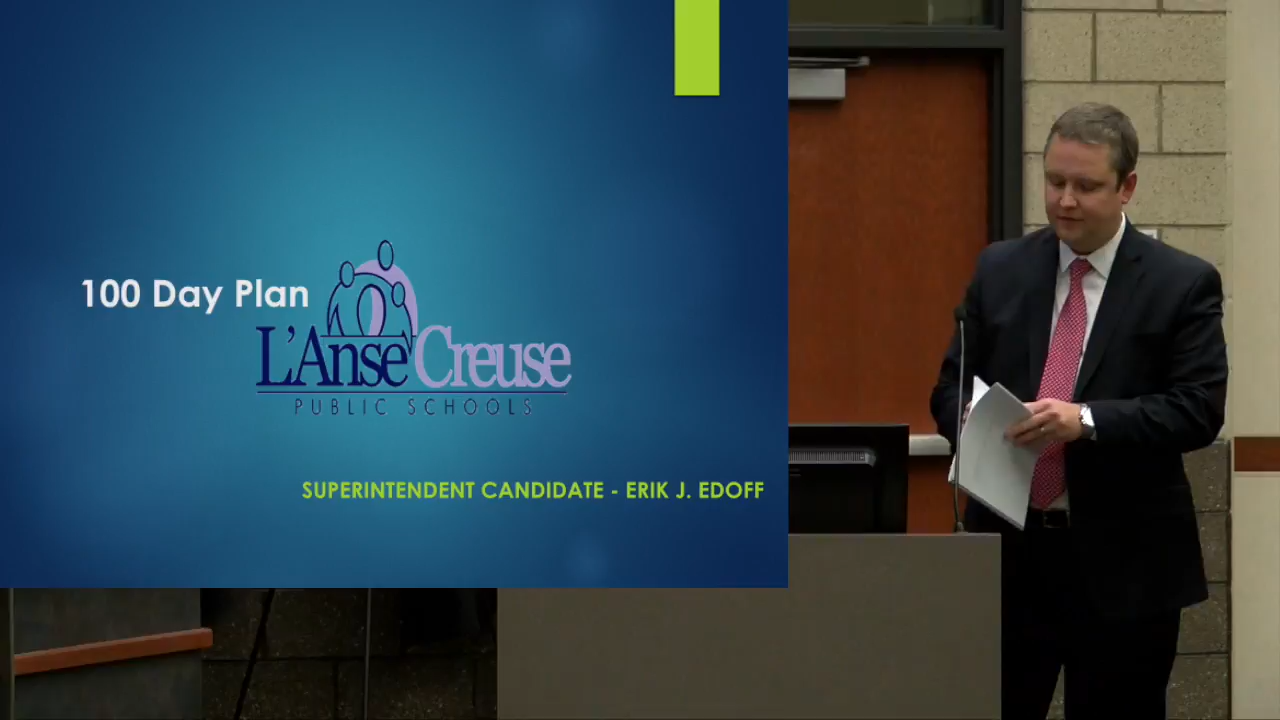 100 Day Plan
L'Anse Creuse
PUBLIC SCHOOLS
SUPERINTENDENT CANDIDATE - ERIK J. EDOFF